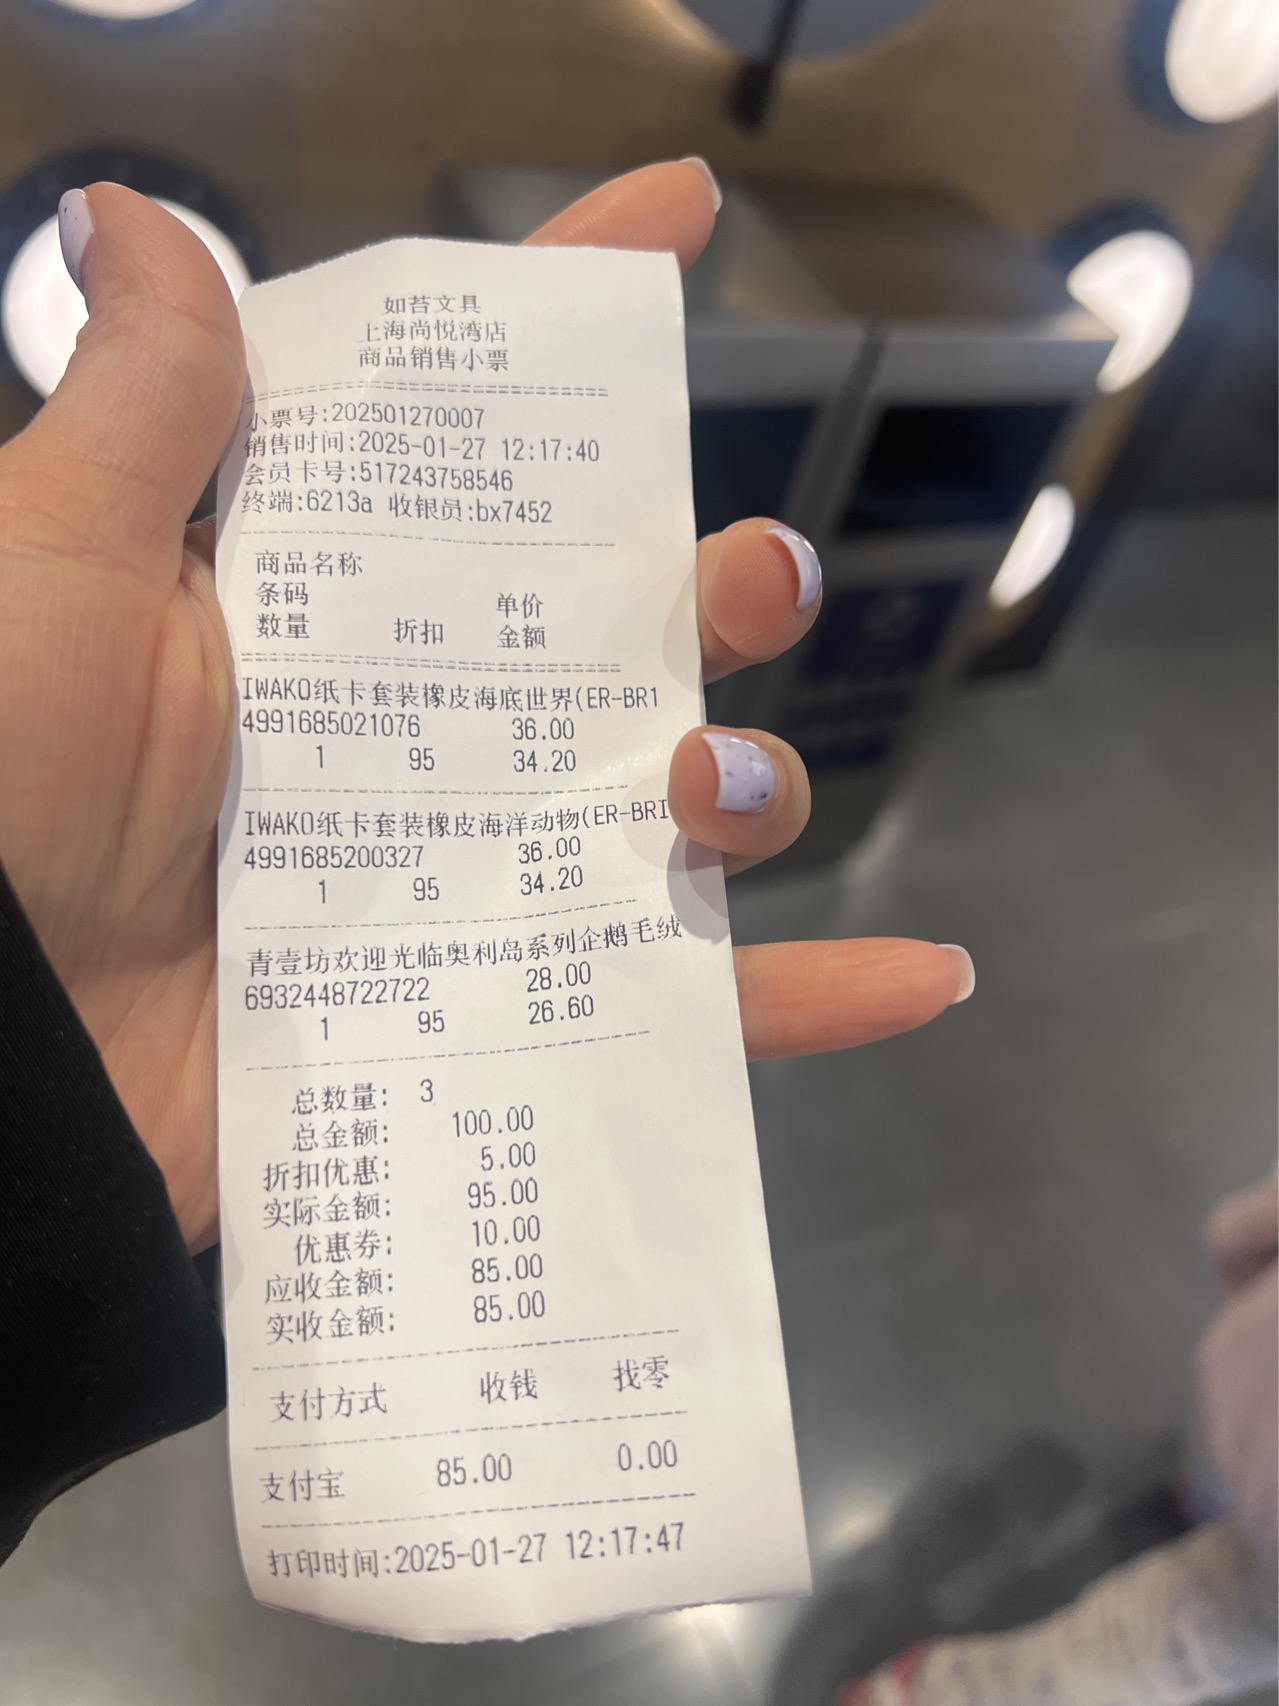 如苔文具
上海尚悦湾店
商品销售小票
小票号:202501270007
销售时间:2025-01-27 12:17:40
会员卡号:517243758546
终端:6213a 收银员:bx7452
商品名称
条码 单价
数量 折扣 金额
IWAKO纸卡套装橡皮海底世界(ER-BR1
4991685021076 36.00
1 95 34.20
IWAKO纸卡套装橡皮海洋动物(ER-BRI
4991685200327 36.00
1 95 34.20
青壹坊欢迎光临奥利岛系列企鹅毛绒
6932448722722 28.00
1 95 26.60
总数量: 3
总金额: 100.00
折扣优惠: 5.00
实际金额: 95.00
优惠券: 10.00
应收金额: 85.00
实收金额: 85.00
支付方式 收钱 找零
支付宝 85.00 0.00
打印时间:2025-01-27 12:17:47